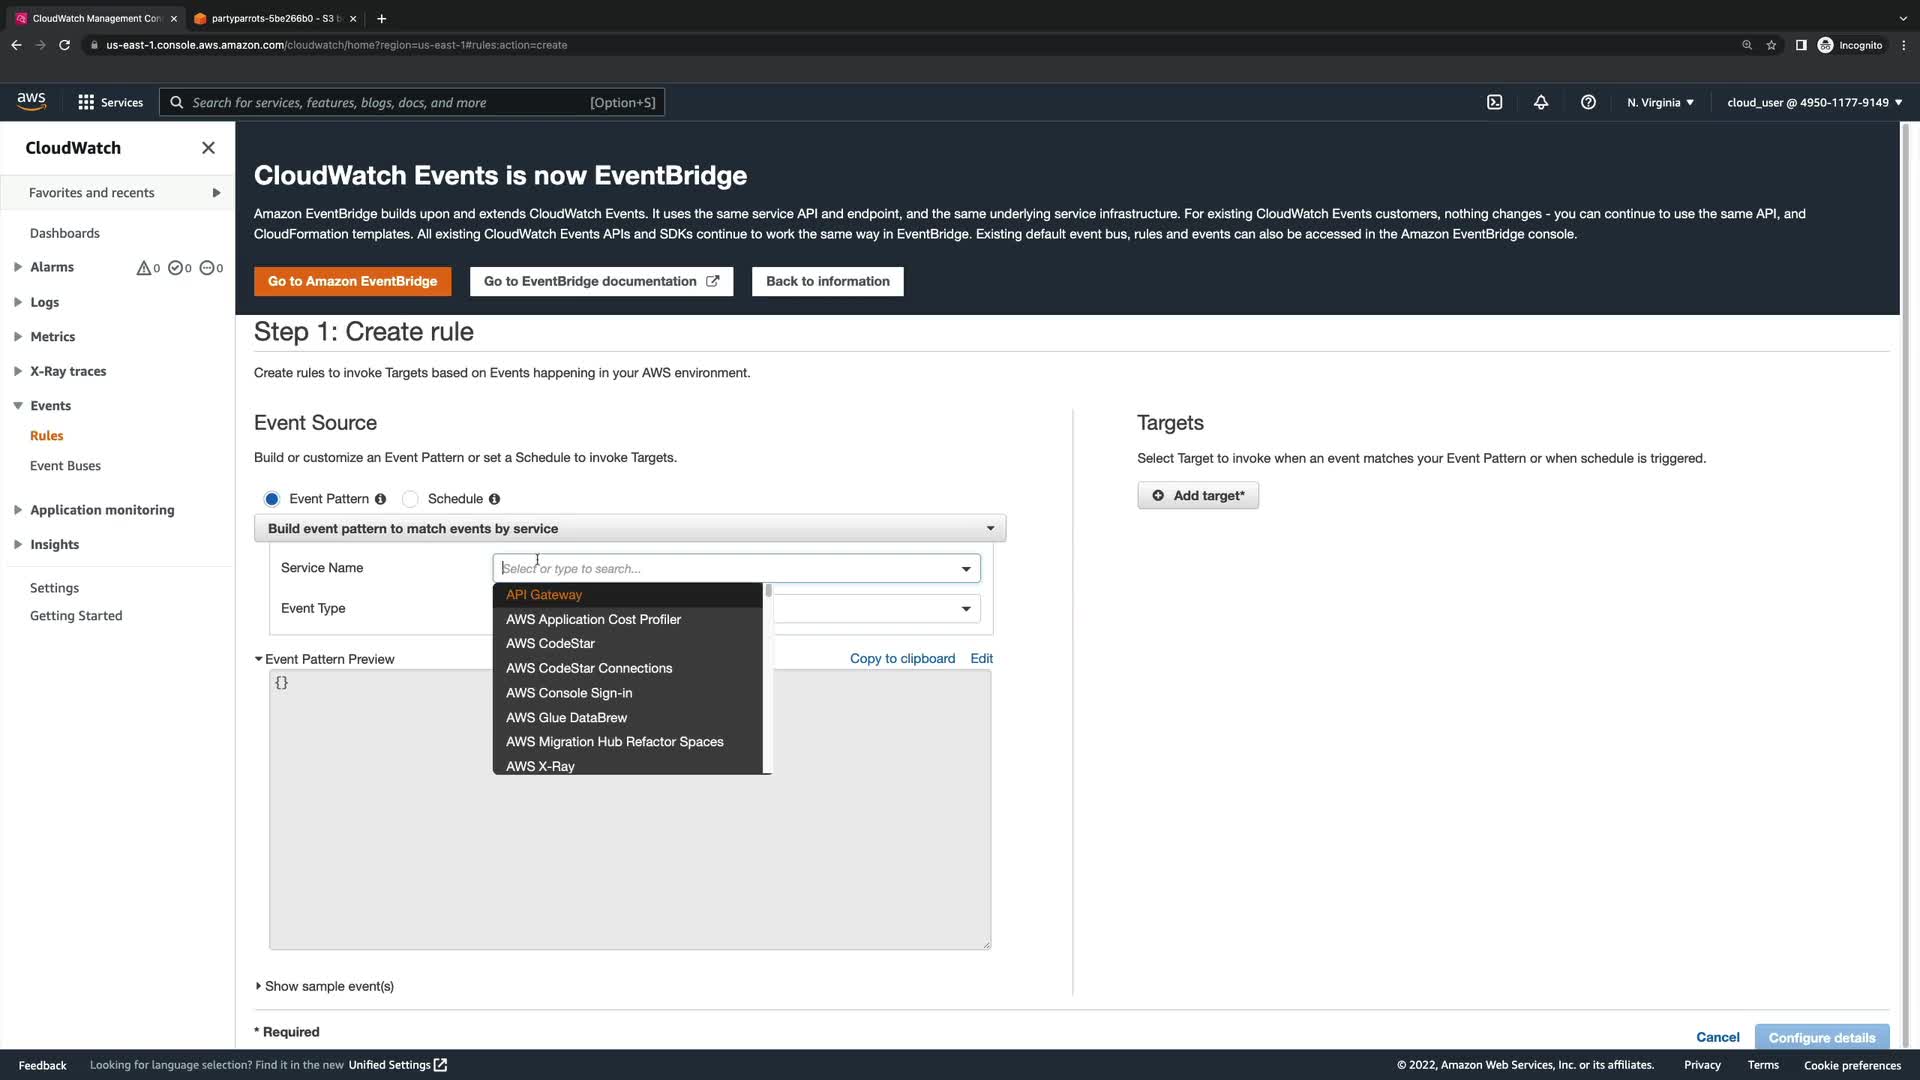 CloudWatch Management Con
partyparrots-5be266b0 - S3 b
us-east-1.console.aws.amazon.com/cloudwatch/home?region=us-east-1#rules:action=create
Incognito
aws
Services
Search for services, features, blogs, docs, and more
[Option+S]
N. Virginia
cloud_user @ 4950-1177-9149
CloudWatch
Favorites and recents
Dashboards
Alarms
0
0
0
Logs
Metrics
X-Ray traces
Events
Rules
Event Buses
Application monitoring
Insights
Settings
Getting Started
CloudWatch Events is now EventBridge
Amazon EventBridge builds upon and extends CloudWatch Events. It uses the same service API and endpoint, and the same underlying service infrastructure. For existing CloudWatch Events customers, nothing changes - you can continue to use the same API, and
CloudFormation templates. All existing CloudWatch Events APIs and SDKs continue to work the same way in EventBridge. Existing default event bus, rules and events can also be accessed in the Amazon EventBridge console.
Go to Amazon EventBridge
Go to EventBridge documentation
Back to information
Step 1: Create rule
Create rules to invoke Targets based on Events happening in your AWS environment.
Event Source
Build or customize an Event Pattern or set a Schedule to invoke Targets.
Event Pattern
Schedule
Build event pattern to match events by service
Service Name
Select or type to search...
Event Type
API Gateway
AWS Application Cost Profiler
AWS CodeStar
AWS CodeStar Connections
AWS Console Sign-in
AWS Glue DataBrew
AWS Migration Hub Refactor Spaces
AWS X-Ray
Event Pattern Preview
Copy to clipboard
Edit
{}
Show sample event(s)
Targets
Select Target to invoke when an event matches your Event Pattern or when schedule is triggered.
Add target*
* Required
Cancel
Configure details
Feedback
Looking for language selection? Find it in the new Unified Settings
© 2022, Amazon Web Services, Inc. or its affiliates.
Privacy
Terms
Cookie preferences